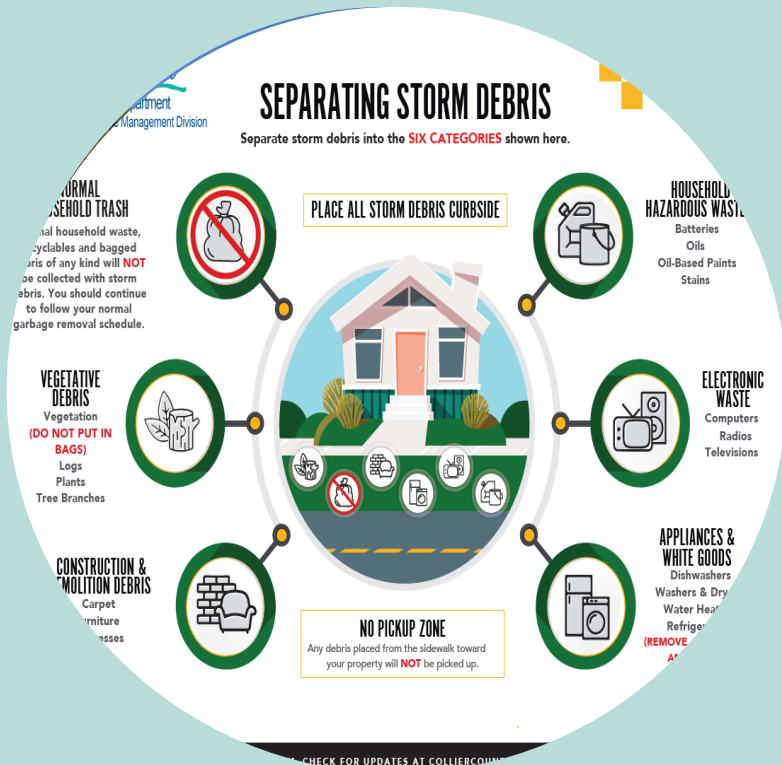 Management Division
SEPARATING STORM DEBRIS
Separate storm debris into the SIX CATEGORIES shown here.
NORMAL
HOUSEHOLD TRASH
household waste,
and bagged
of any kind will NOT
be collected with storm
debris. You should continue
to follow your normal
garbage removal schedule.
VEGETATIVE
DEBRIS
Vegetation
(DO NOT PUT IN
BAGS)
Logs
Plants
Tree Branches
CONSTRUCTION &
DEMOLITION DEBRIS
Carpet
PLACE ALL STORM DEBRIS CURBSIDE
NO PICKUP ZONE
Any debris placed from the sidewalk toward
your property will NOT be picked up.
HOUSEHOLD
HAZARDOUS WASTE
Batteries
Oils
Oil-Based Paints
Stains
ELECTRONIC
WASTE
Computers
Radios
Televisions
APPLIANCES &
WHITE GOODS
Dishwashers
Washers &
Water
(REMOVE
CHECK FOR UPDATES AT